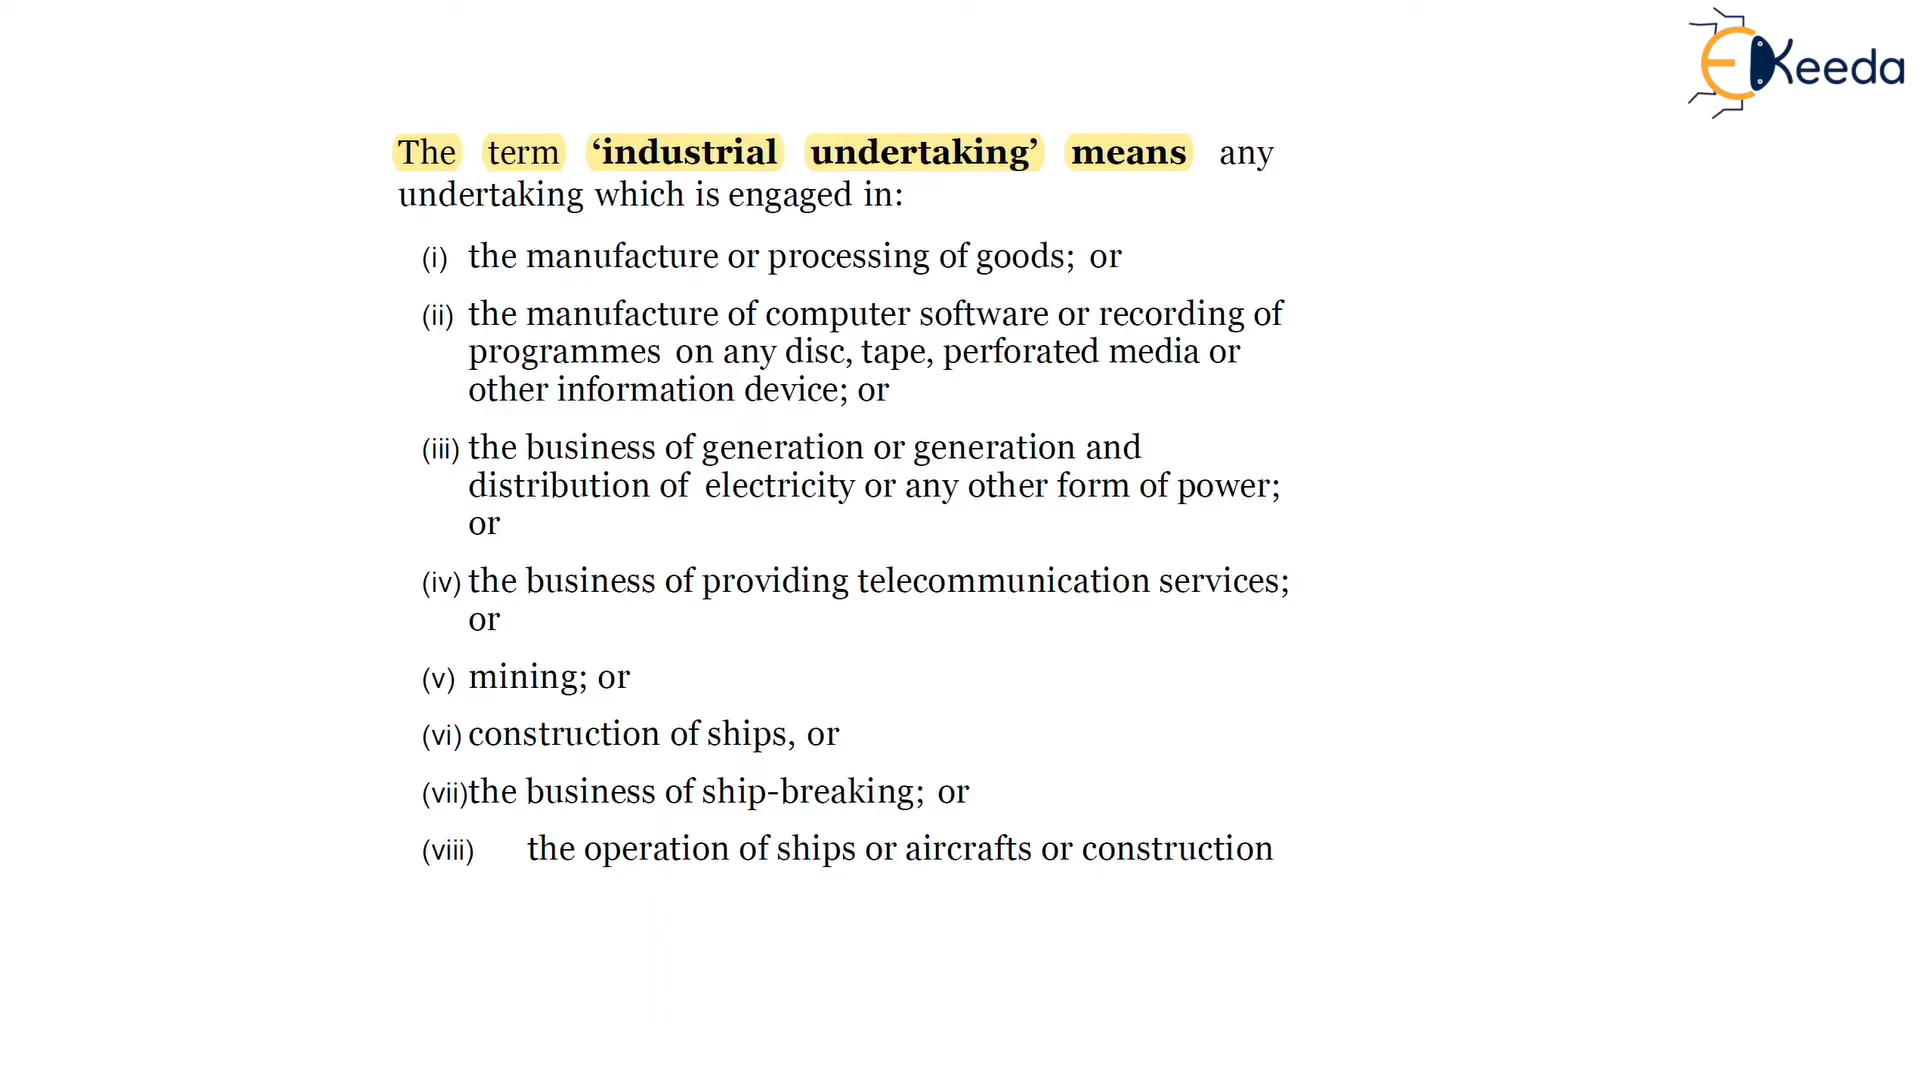 EKeeda
The term ‘industrial undertaking’ means any
undertaking which is engaged in:
(i) the manufacture or processing of goods; or
(ii) the manufacture of computer software or recording of
programmes on any disc, tape, perforated media or
other information device; or
(iii) the business of generation or generation and
distribution of electricity or any other form of power;
or
(iv) the business of providing telecommunication services;
or
(v) mining; or
(vi) construction of ships, or
(vii)the business of ship-breaking; or
(viii) the operation of ships or aircrafts or construction